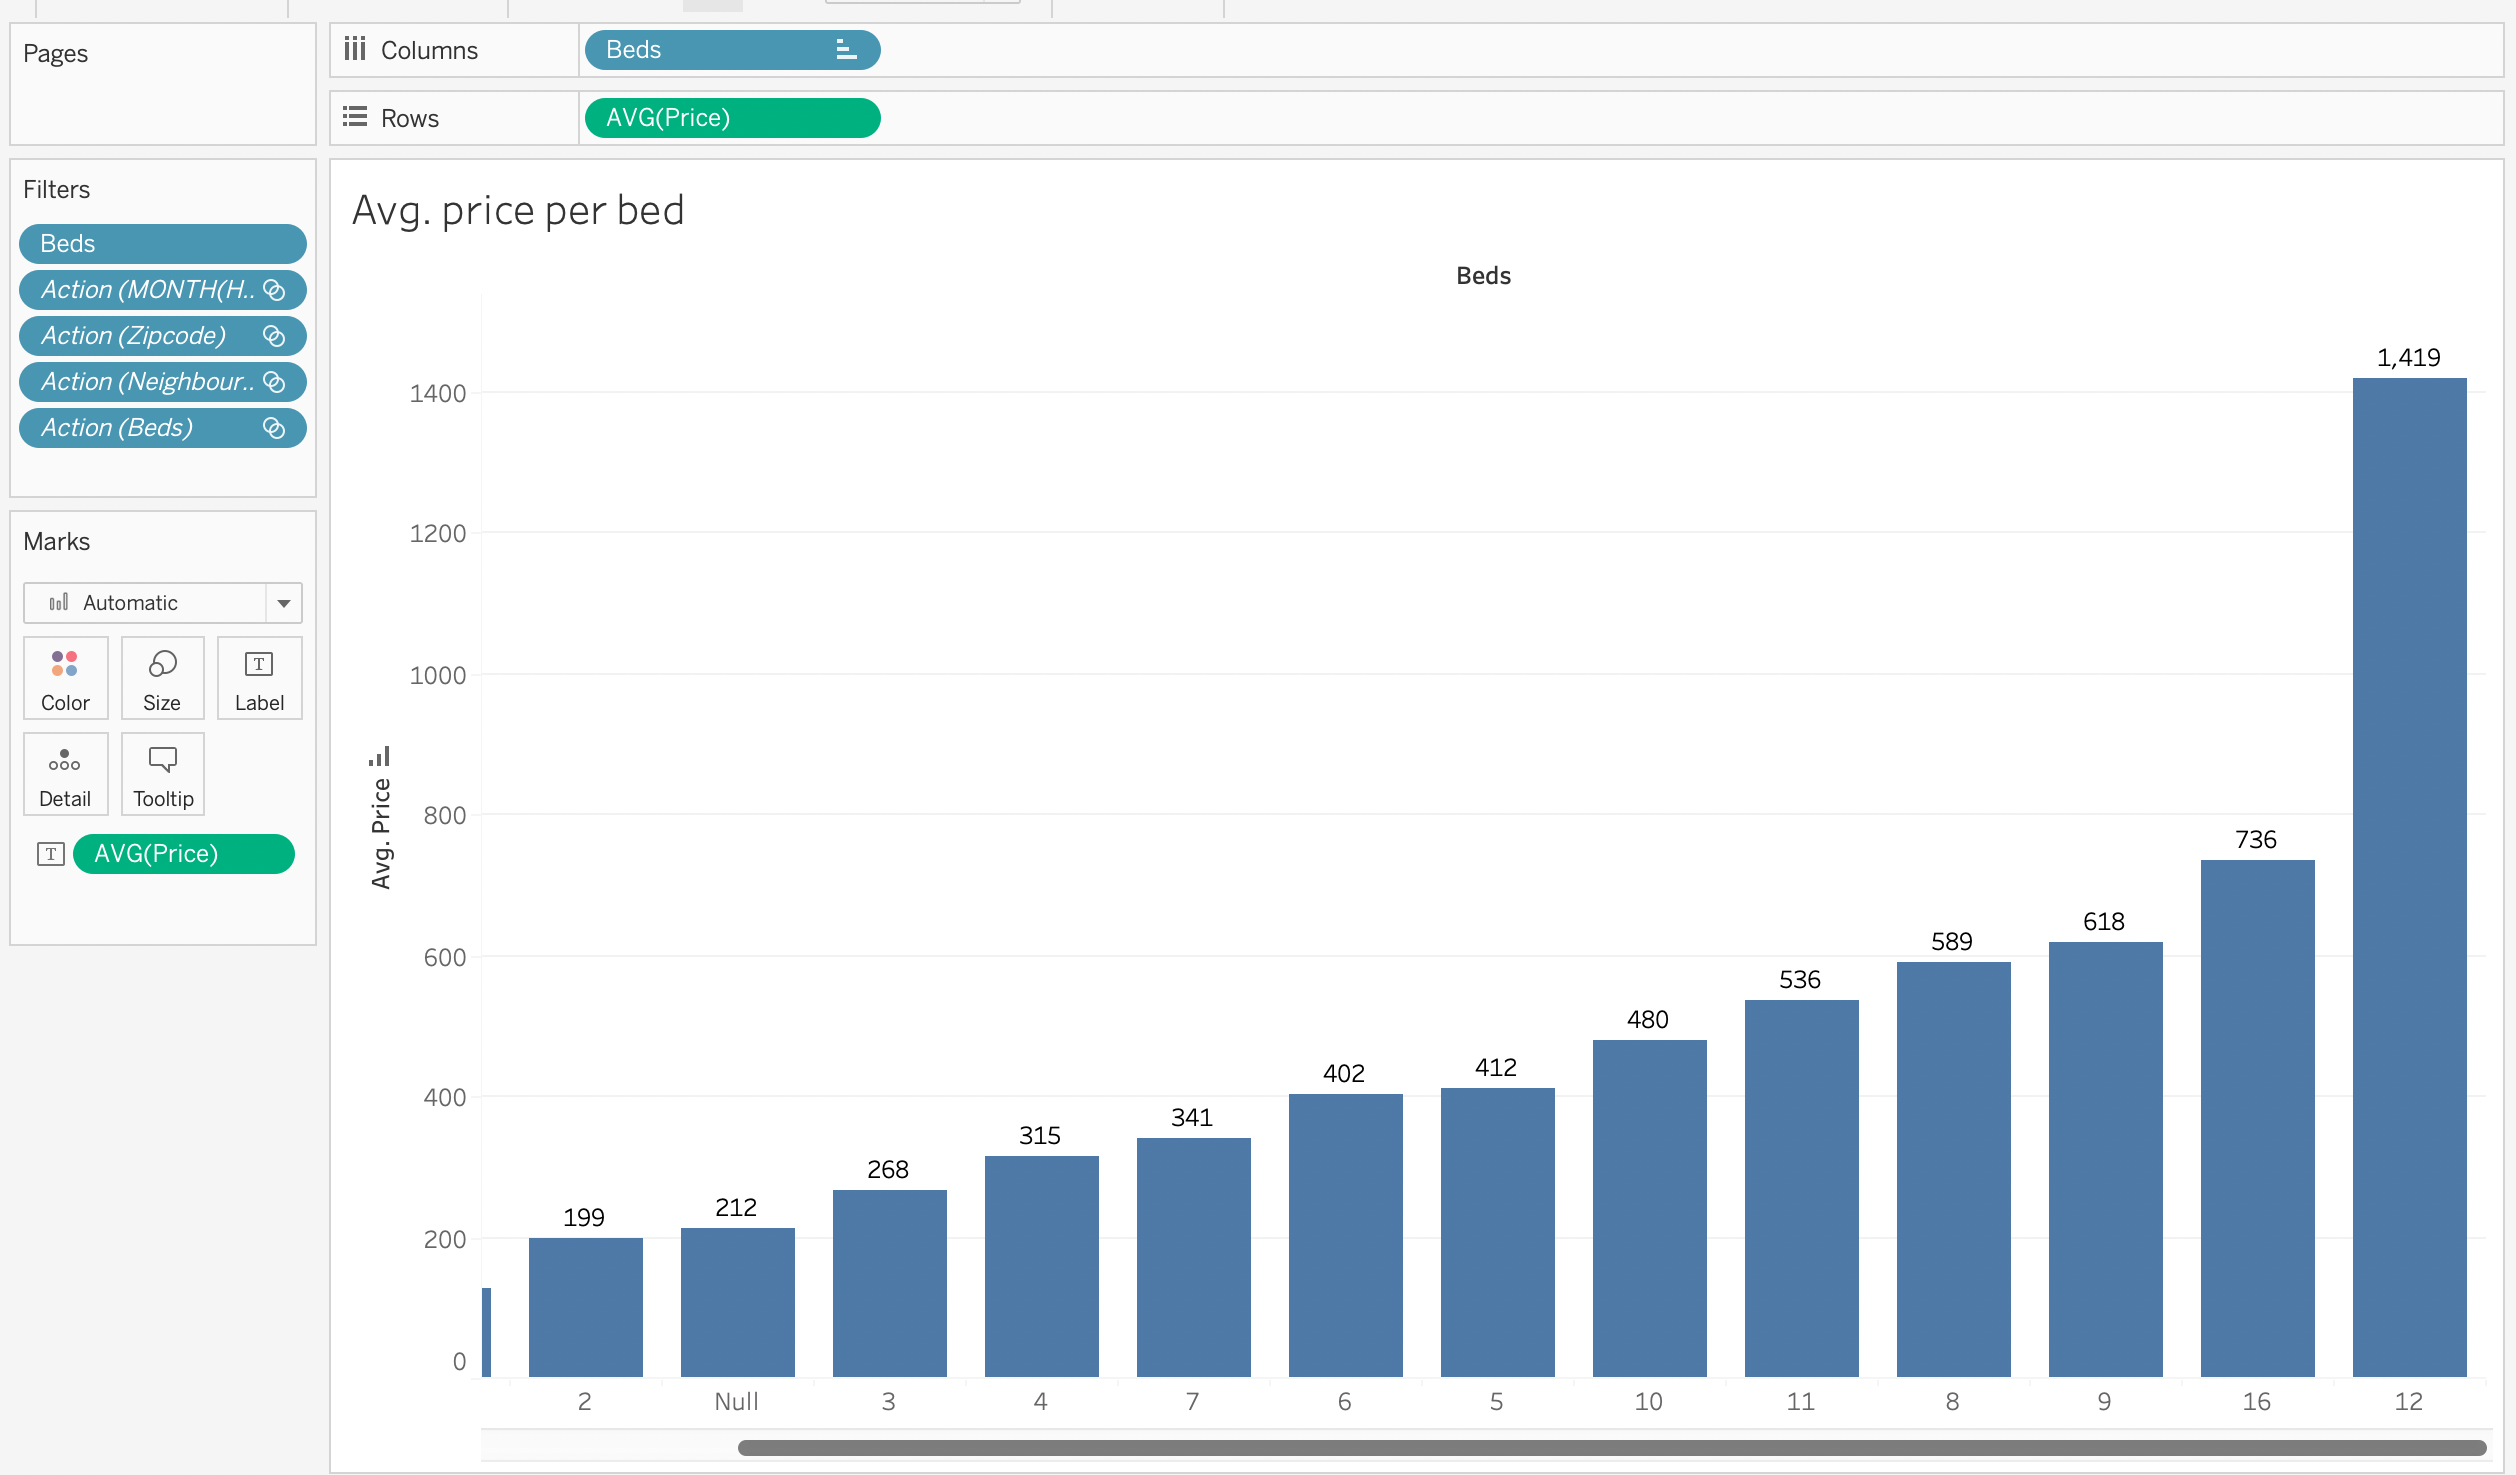 Pages
Columns
Beds
Rows
AVG(Price)
Filters
Beds
Action (MONTH(H..
Action (Zipcode)
Action (Neighbour..
Action (Beds)
Marks
Automatic
Color
Size
T
Label
Detail
Tooltip
T
AVG(Price)
Avg. price per bed
Beds
Avg. Price
1400
1200
1000
800
600
400
200
0
199
212
268
315
341
402
412
480
536
589
618
736
1,419
2
Null
3
4
7
6
5
10
11
8
9
16
12